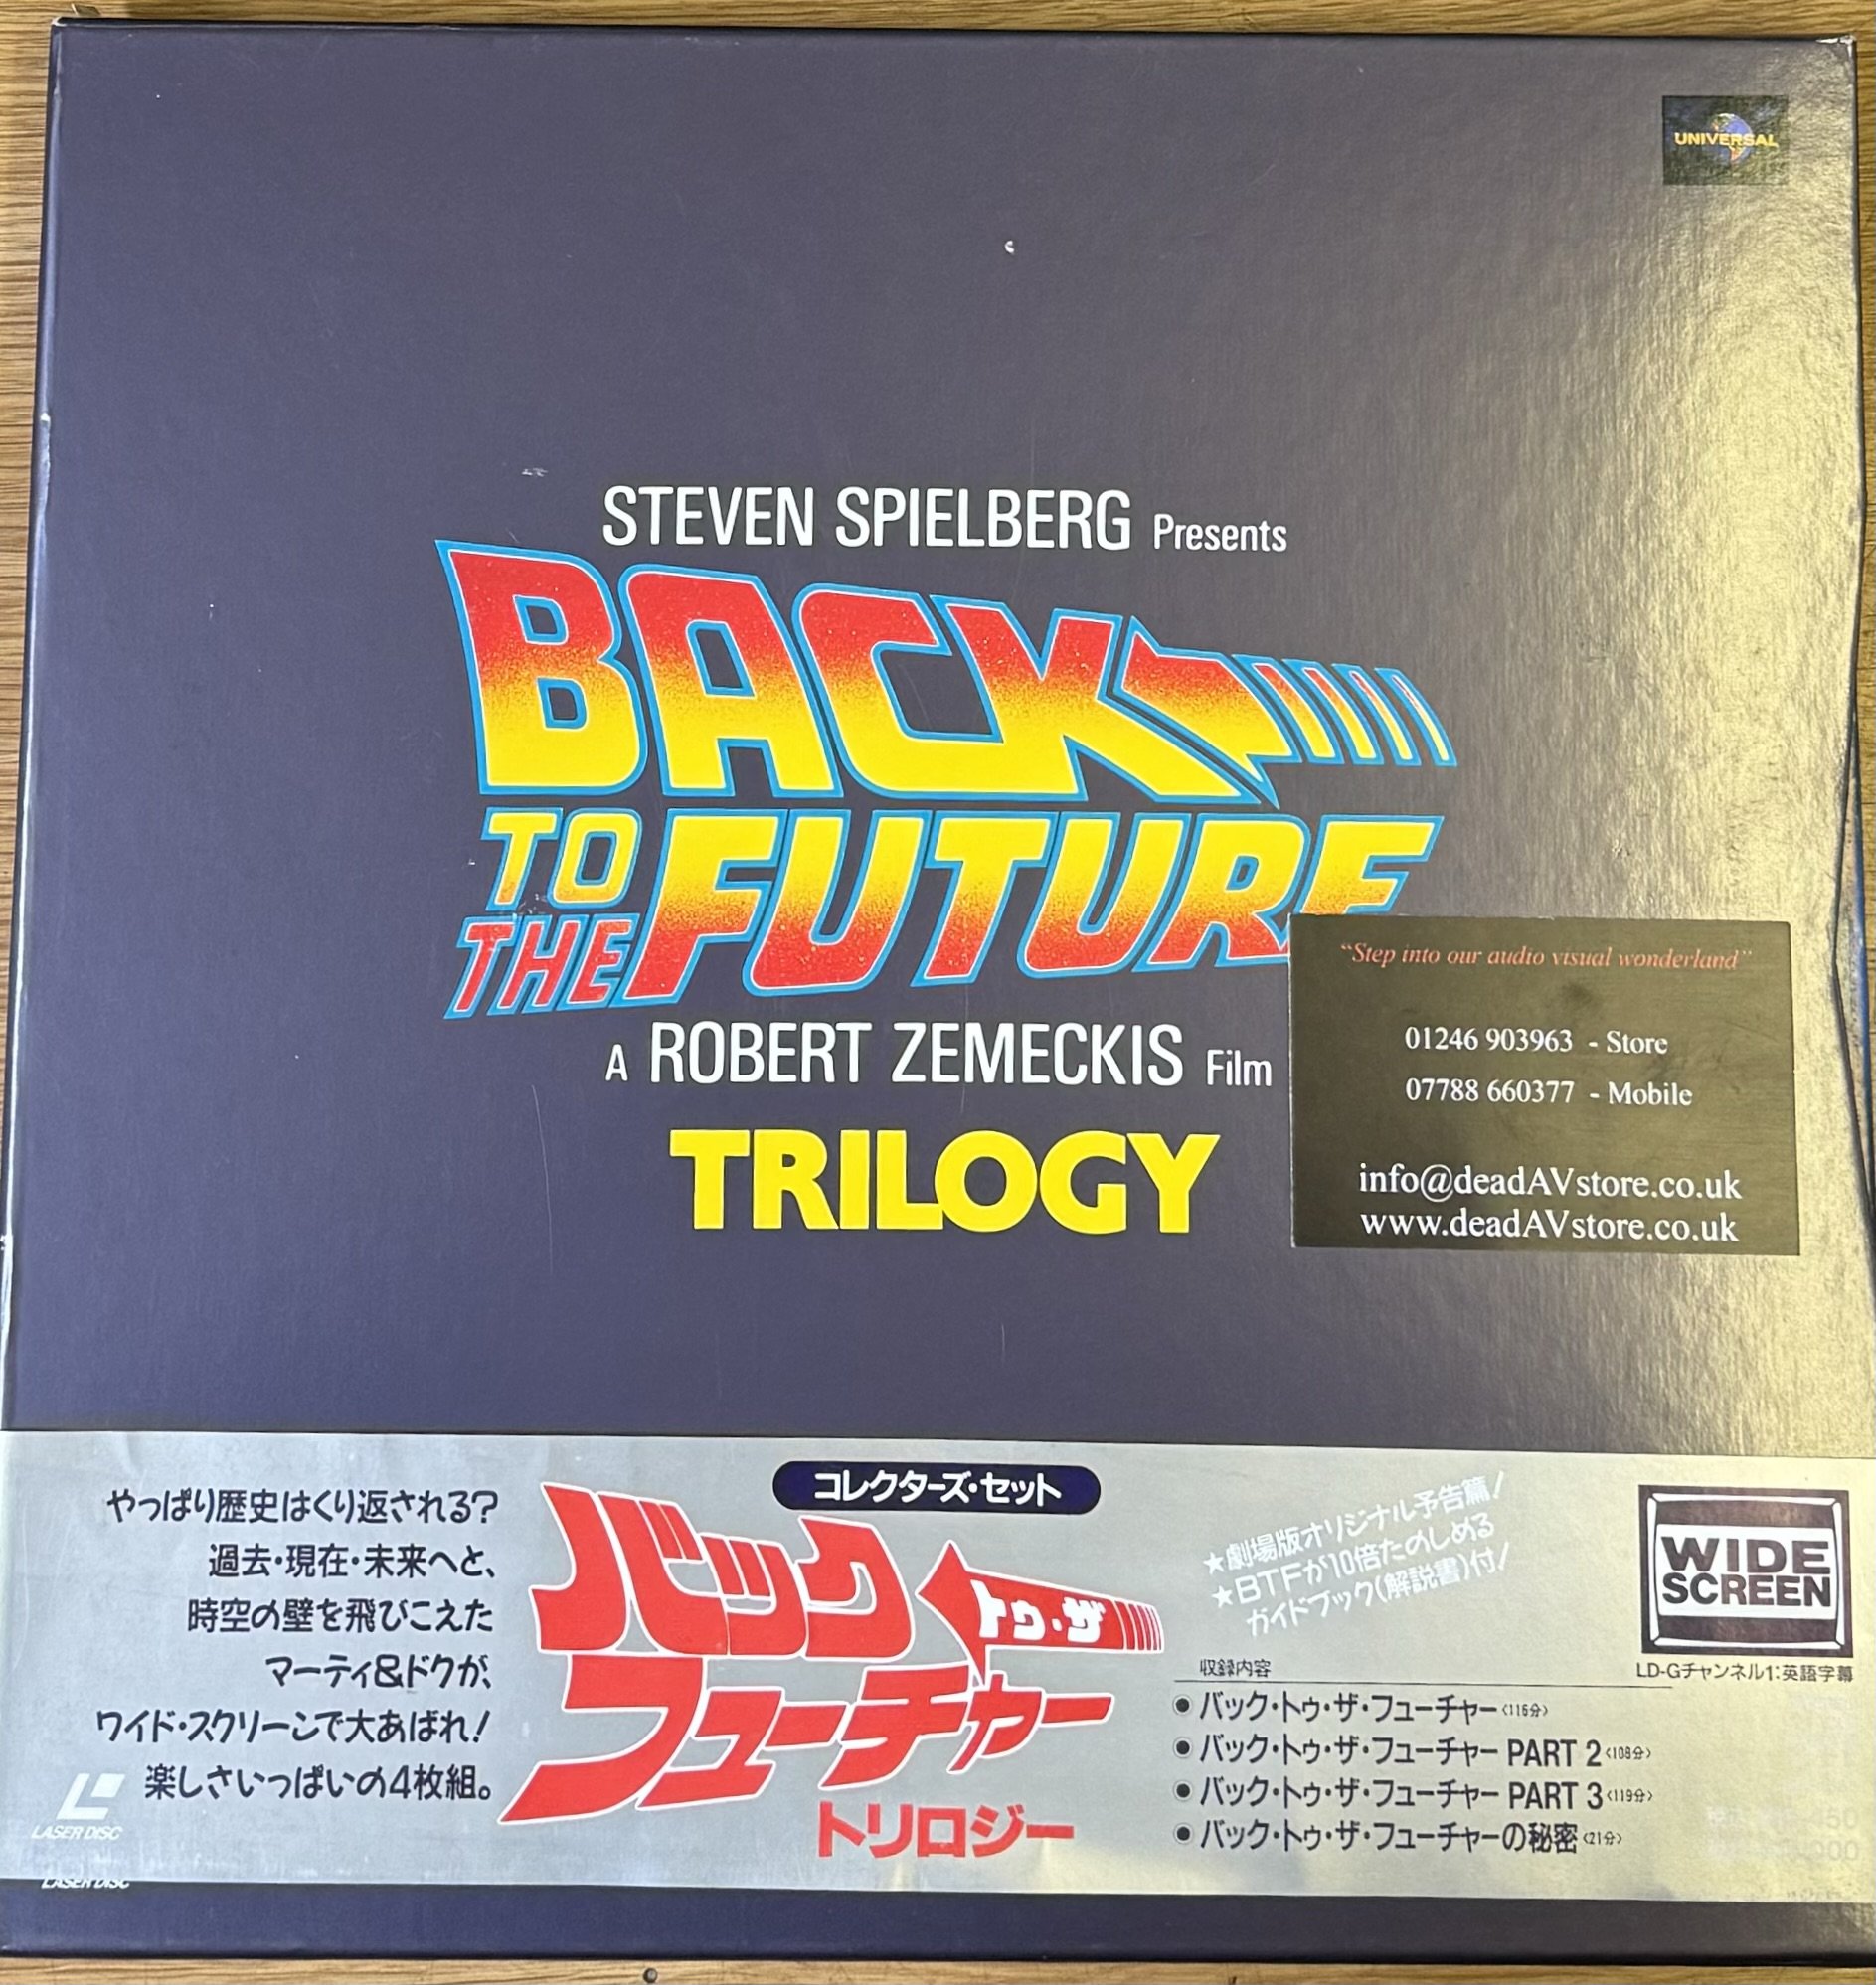 UNIVERSAL
STEVEN SPIELBERG Presents
BACK
TO
THE FUTURE
A ROBERT ZEMECKIS Film
TRILOGY
“Step into our audio visual wonderland”
01246 903963 - Store
07788 660377 - Mobile
info@deadAVstore.co.uk
www.deadAVstore.co.uk
やっぱり歴史はくり返される?
過去・現在・未来へと、
時空の壁を飛びこえた
マーティ&ドクが、
ワイド・スクリーンで大あばれ!
楽しさいっぱいの4枚組。
LASER DISC
LASER DISC
コレクターズ・セット
バック
トゥ・ザ
フューチャー
トリロジー
★劇場版オリジナル予告篇!
★BTFが10倍たのしめる
ガイドブック(解説書)付!
収録内容
●バック・トゥ・ザ・フューチャー〈116分〉
●バック・トゥ・ザ・フューチャー PART 2〈108分〉
●バック・トゥ・ザ・フューチャー PART 3〈119分〉
●バック・トゥ・ザ・フューチャーの秘密〈21分〉
WIDE
SCREEN
LD-Gチャンネル1:英語字幕